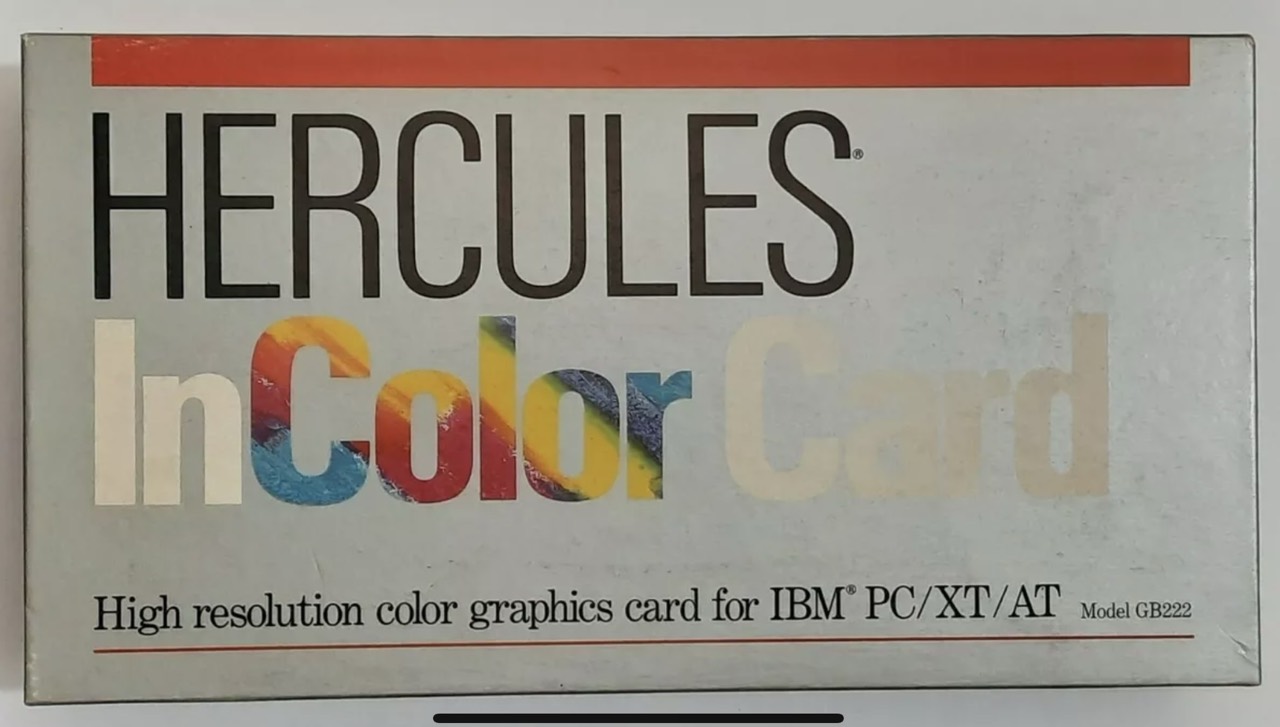 HERCULES®
InColor Card
High resolution color graphics card for IBM® PC/XT/AT Model GB222